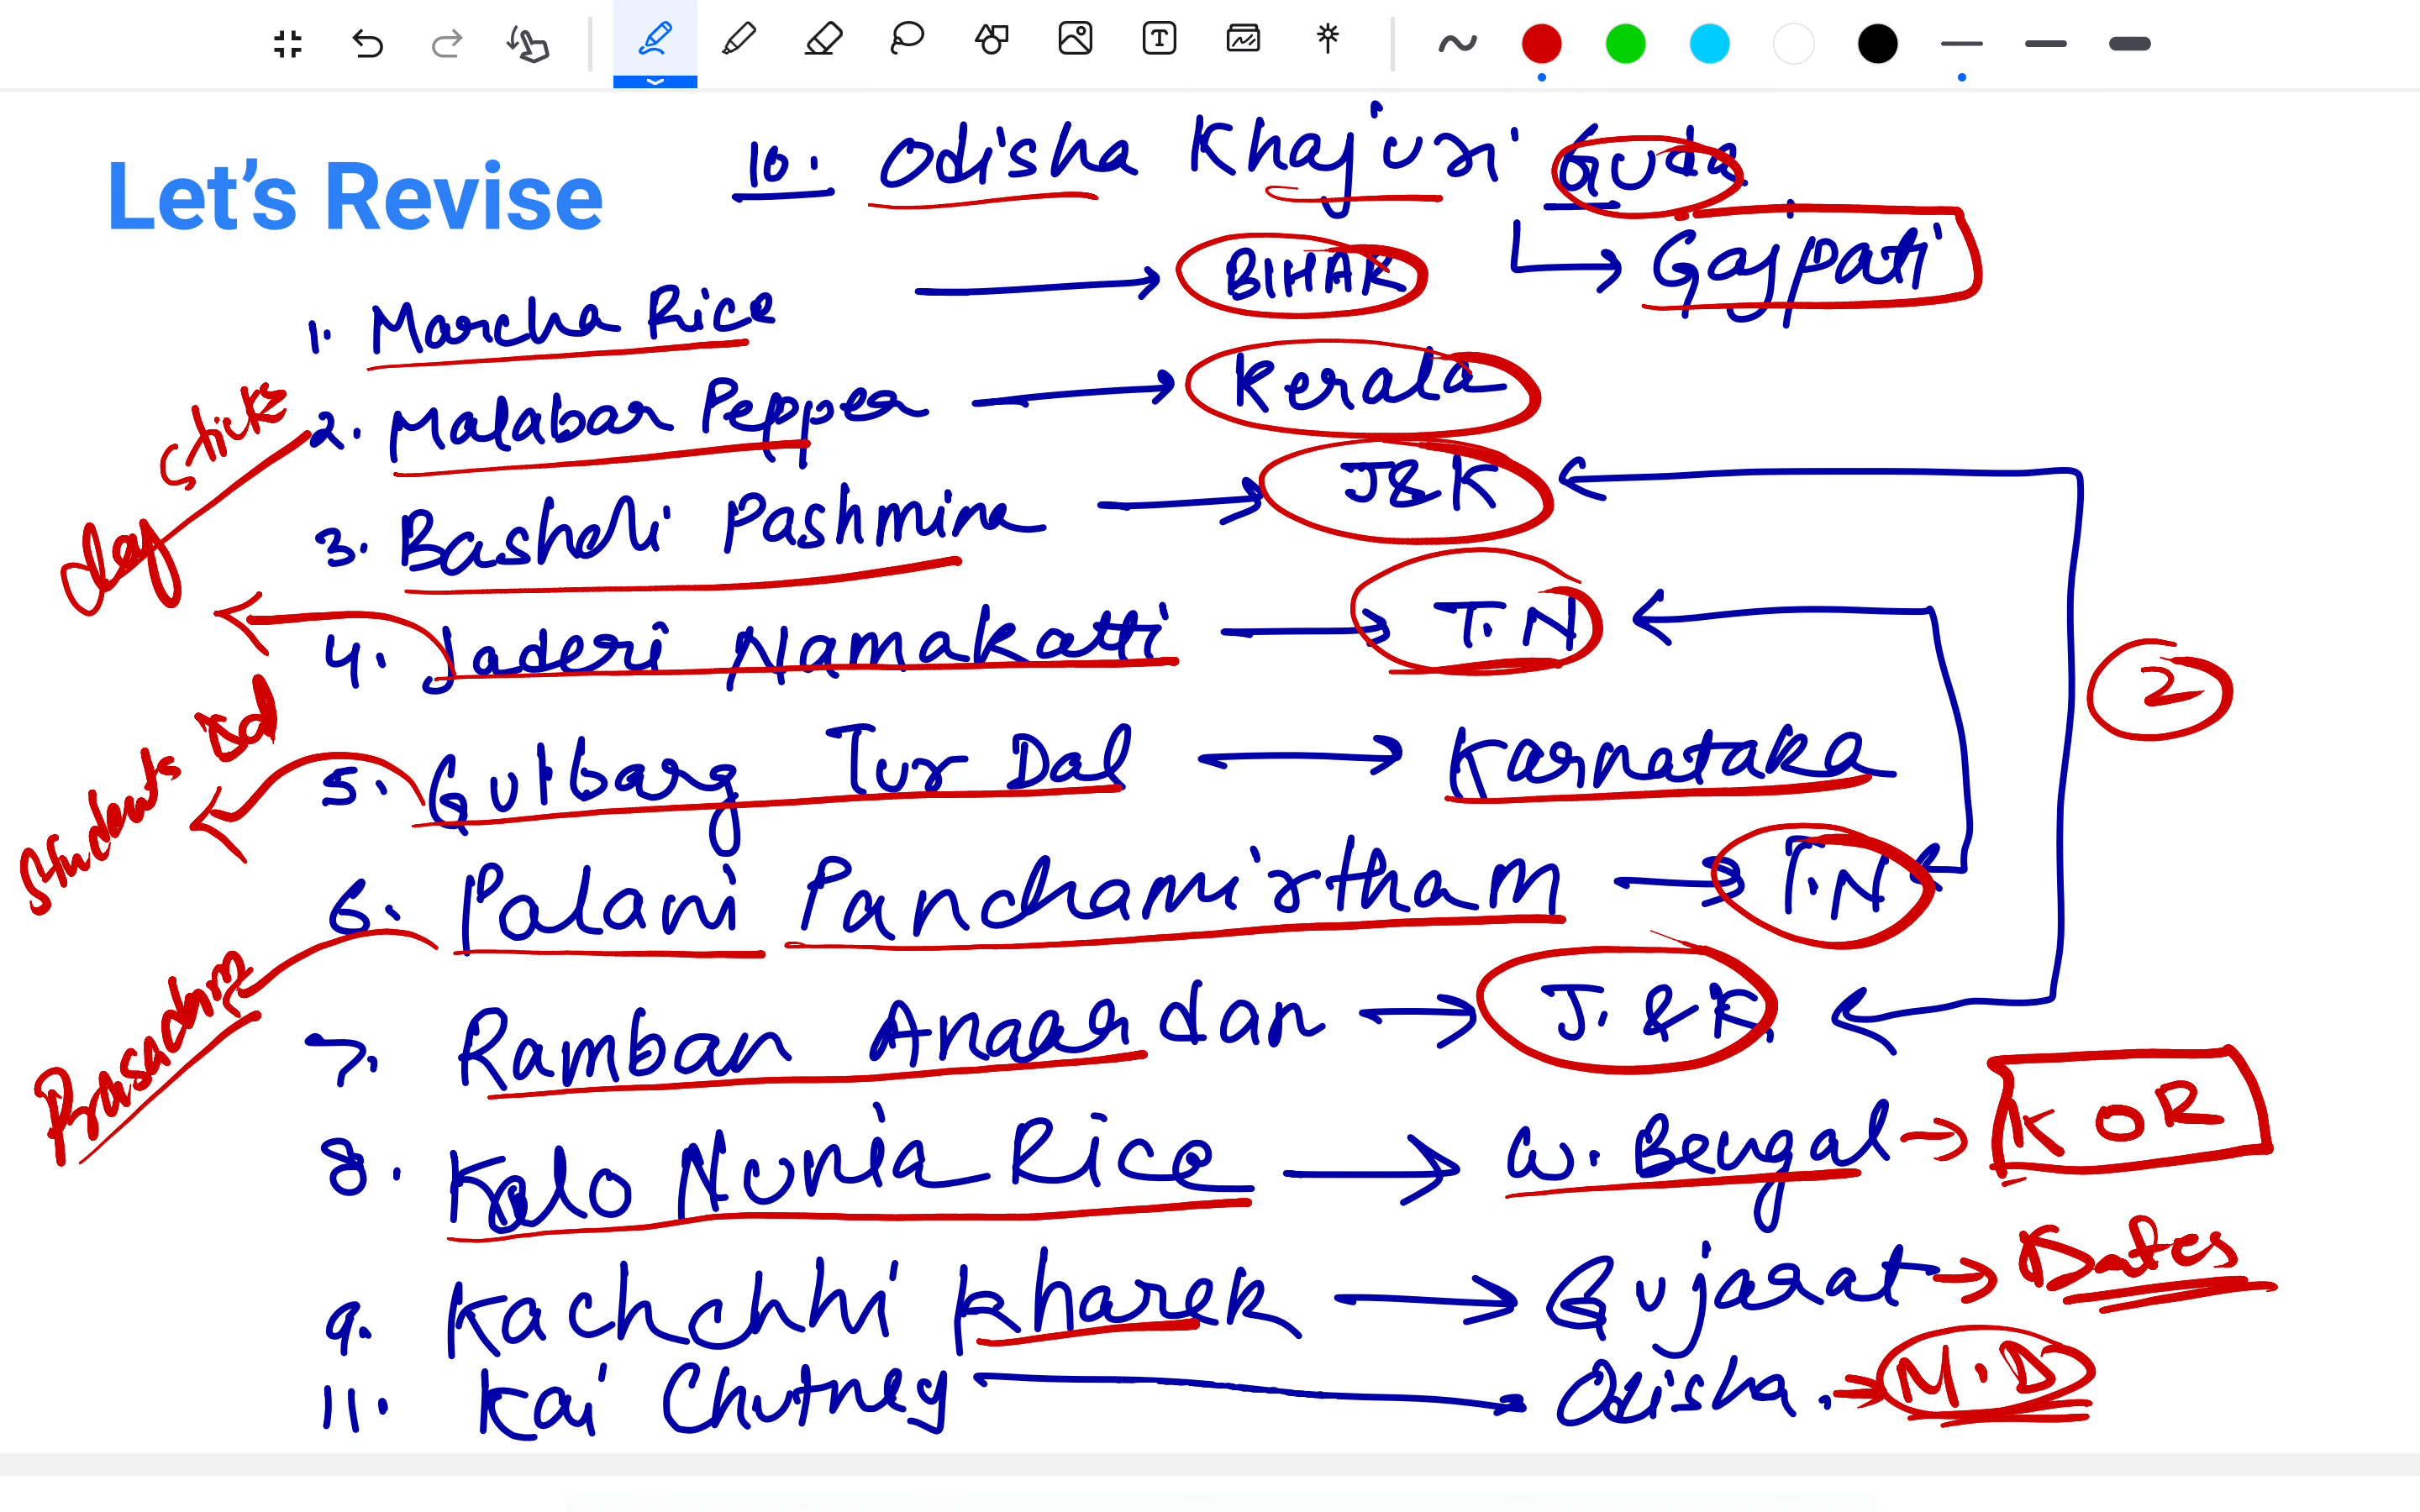 Let's Revise
10. Odisha Khajuri Guda
→ Gajpati
1. Marcha Rice → BIHAR
2. Malabar Pepper → Kerala
Sticks
3. Basholi Pashmina → J&K
Clay
4. Jaderi Namakatti → T.N
2
5. Gulbarg Tur Dal → Karnataka
Students Dal
6. Palani Panchamirtham → T.N
7. Ramban Anaardan → J.&K.
Prasadam
8. Kalo Nunia Rice → W. Bengal → KOR
9. Kachchhi Kharek → Gujarat → Dates
11. Kai Chutney → Odisha. → M.D